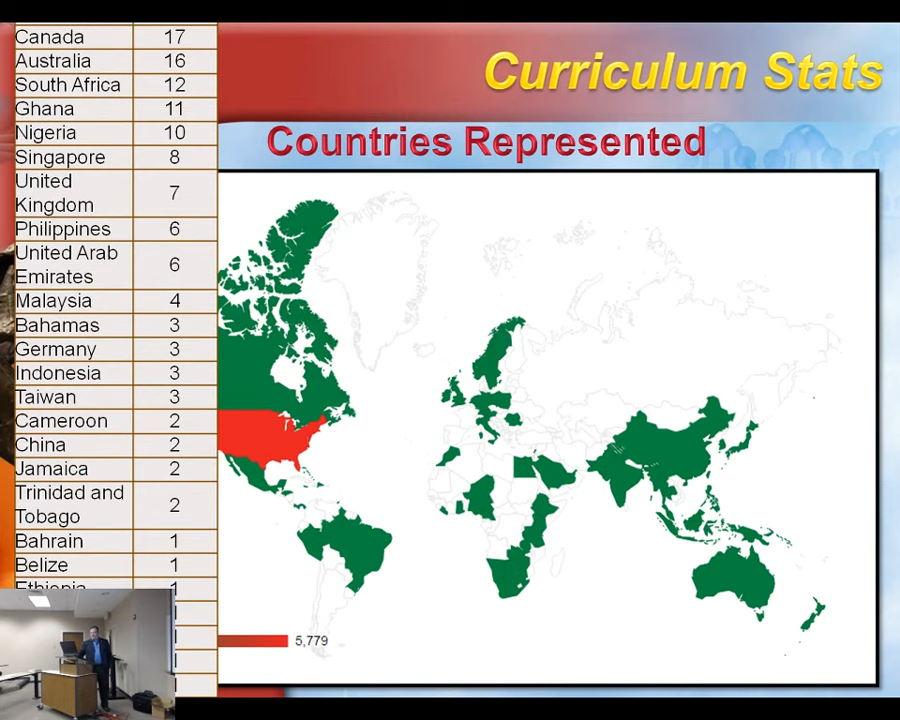 Curriculum Stats
Countries Represented
Canada 17
Australia 16
South Africa 12
Ghana 11
Nigeria 10
Singapore 8
United
Kingdom 7
Philippines 6
United Arab
Emirates 6
Malaysia 4
Bahamas 3
Germany 3
Indonesia 3
Taiwan 3
Cameroon 2
China 2
Jamaica 2
Trinidad and
Tobago 2
Bahrain 1
Belize 1
Ethiopia 1
5,779